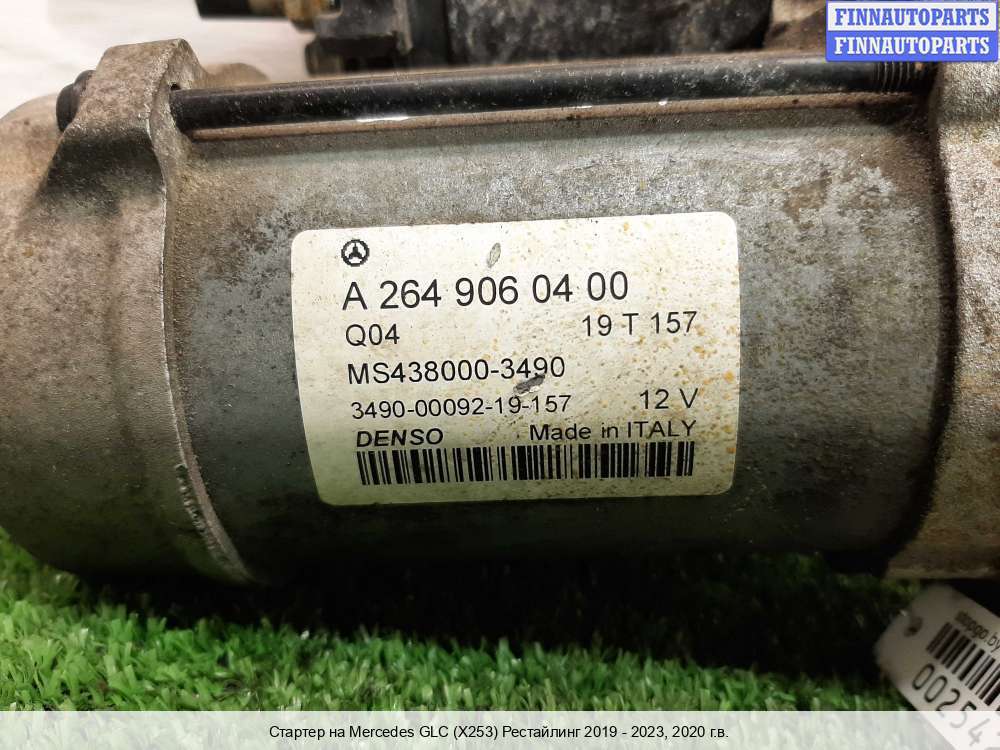 FINNAUTOPARTS
FINNAUTOPARTS
A 264 906 04 00
Q04 19 T 157
MS438000-3490
3490-00092-19-157 12 V
DENSO Made in ITALY
00254
Стартер на Mercedes GLC (X253) Рестайлинг 2019 - 2023, 2020 г.в.